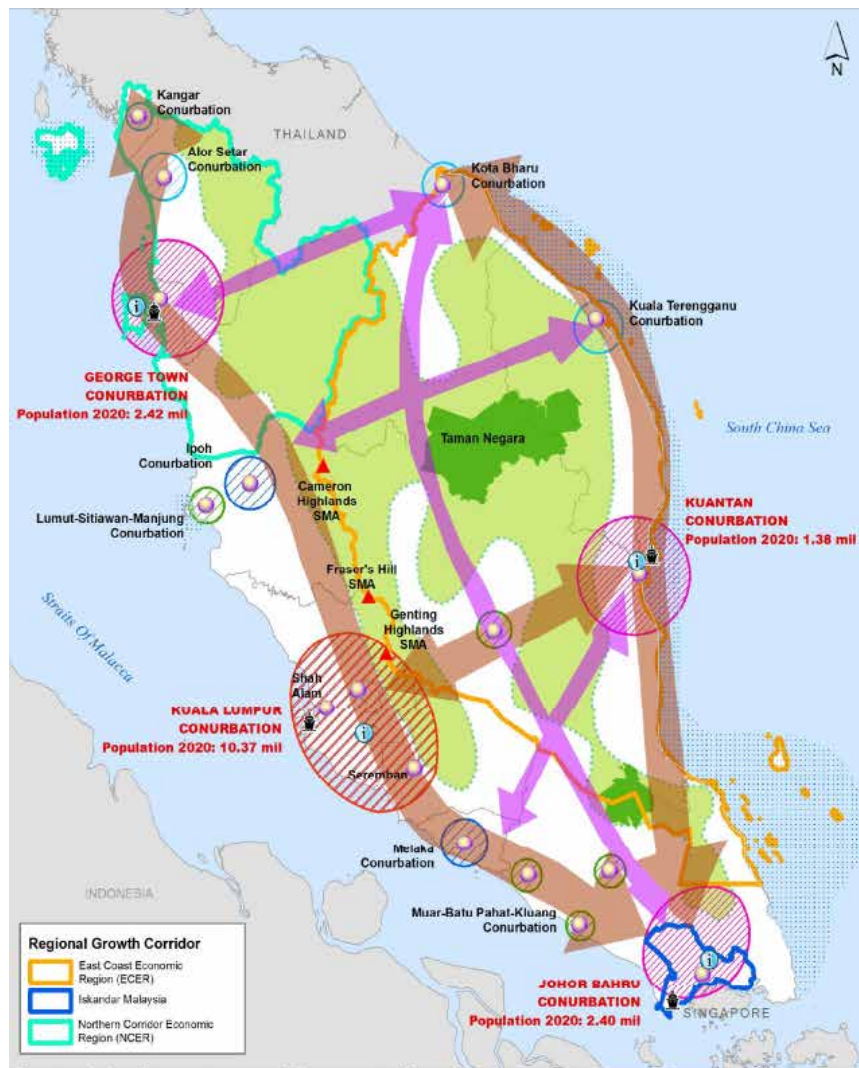 N
Kangar
Conurbation
THAILAND
Alor Setar
Conurbation
Kota Bharu
Conurbation
Kuala Terengganu
Conurbation
GEORGE TOWN
CONURBATION
Population 2020: 2.42 mil
Taman Negara
South China Sea
Ipoh
Conurbation
Cameron
Highlands
SMA
Lumut-Sitiawan-Manjung
Conurbation
KUANTAN
CONURBATION
Population 2020: 1.38 mil
Fraser's Hill
SMA
Straits Of Malacca
Genting
Highlands
SMA
Shah
Alam
KUALA LUMPUR
CONURBATION
Population 2020: 10.37 mil
Seremban
Melaka
Conurbation
INDONESIA
Muar-Batu Pahat-Kluang
Conurbation
JOHOR BAHRU
CONURBATION
Population 2020: 2.40 mil
SINGAPORE
Regional Growth Corridor
East Coast Economic
Region (ECER)
Iskandar Malaysia
Northern Corridor Economic
Region (NCER)
i
i
i
i